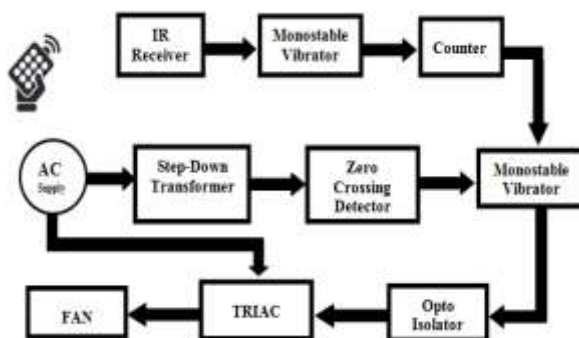 IR
Receiver
Monostable
Vibrator
Counter
AC
Supply
Step-Down
Transformer
Zero
Crossing
Detector
Monostable
Vibrator
FAN
TRIAC
Opto
Isolator